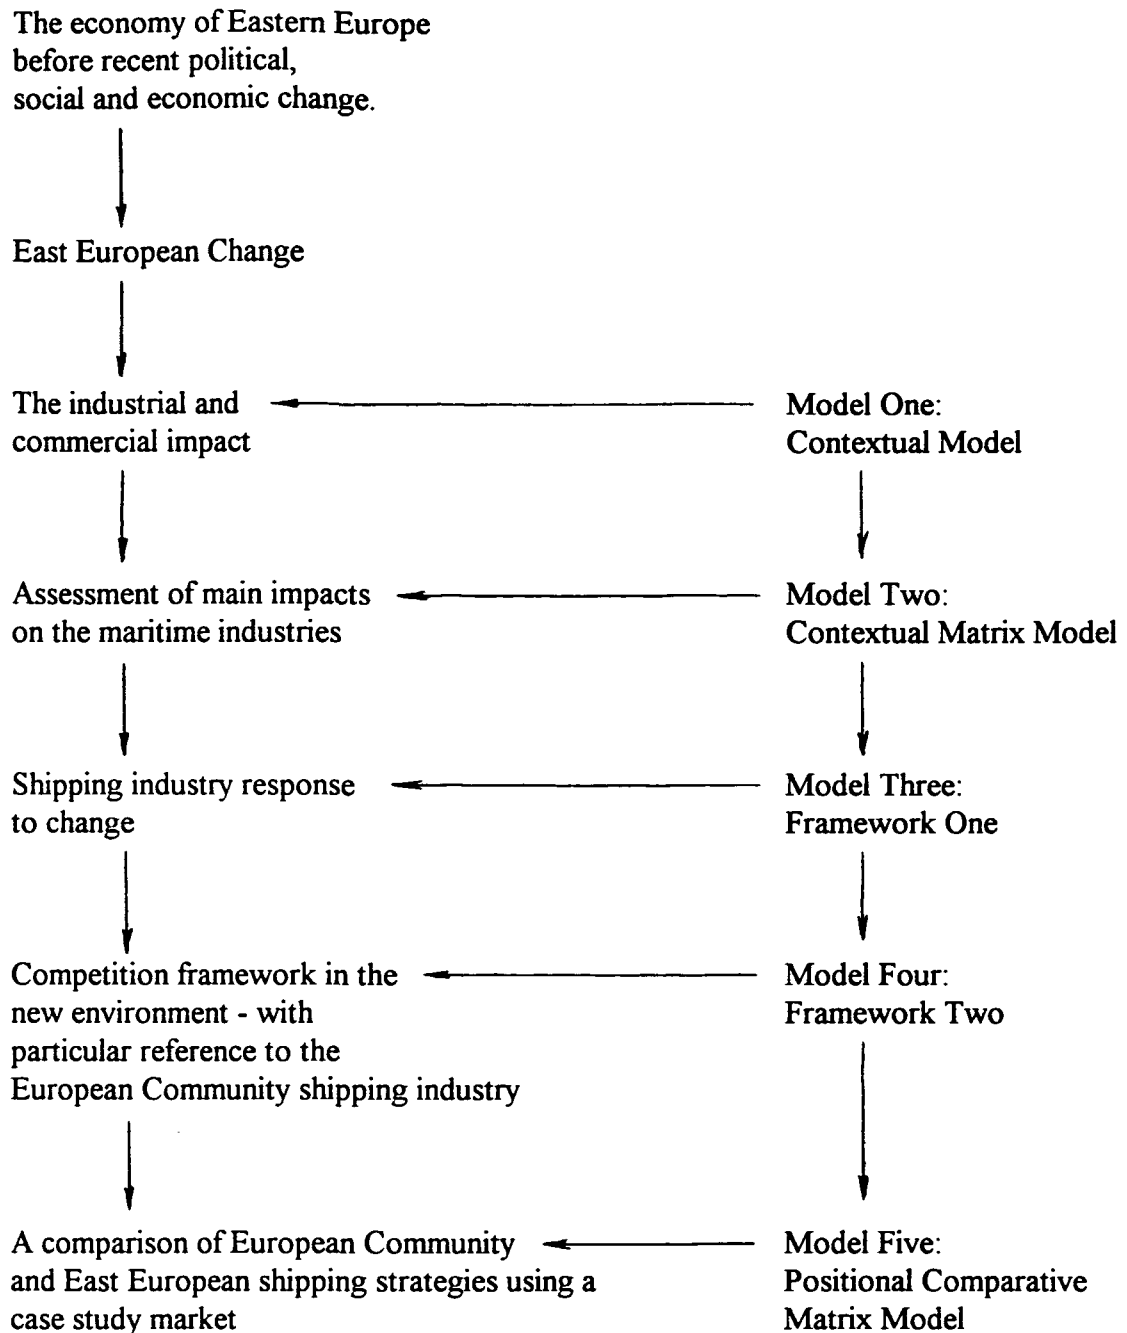 The economy of Eastern Europe
before recent political,
social and economic change.
East European Change
The industrial and
commercial impact
Model One:
Contextual Model
Assessment of main impacts
on the maritime industries
Model Two:
Contextual Matrix Model
Shipping industry response
to change
Model Three:
Framework One
Competition framework in the
new environment - with
particular reference to the
European Community shipping industry
Model Four:
Framework Two
A comparison of European Community
and East European shipping strategies using a
case study market
Model Five:
Positional Comparative
Matrix Model